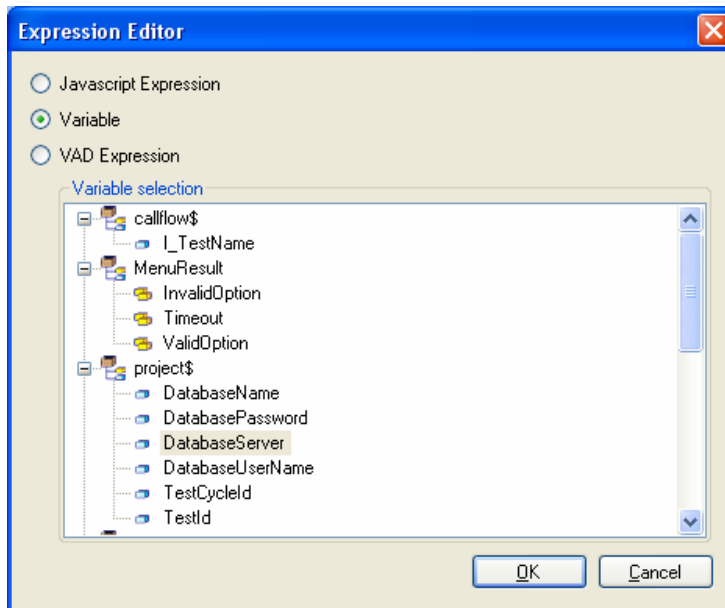 Expression Editor
Javascript Expression
Variable
VAD Expression
Variable selection
callflow$
I_TestName
MenuResult
InvalidOption
Timeout
ValidOption
project$
DatabaseName
DatabasePassword
DatabaseServer
DatabaseUserName
TestCycleId
TestId
OK
Cancel